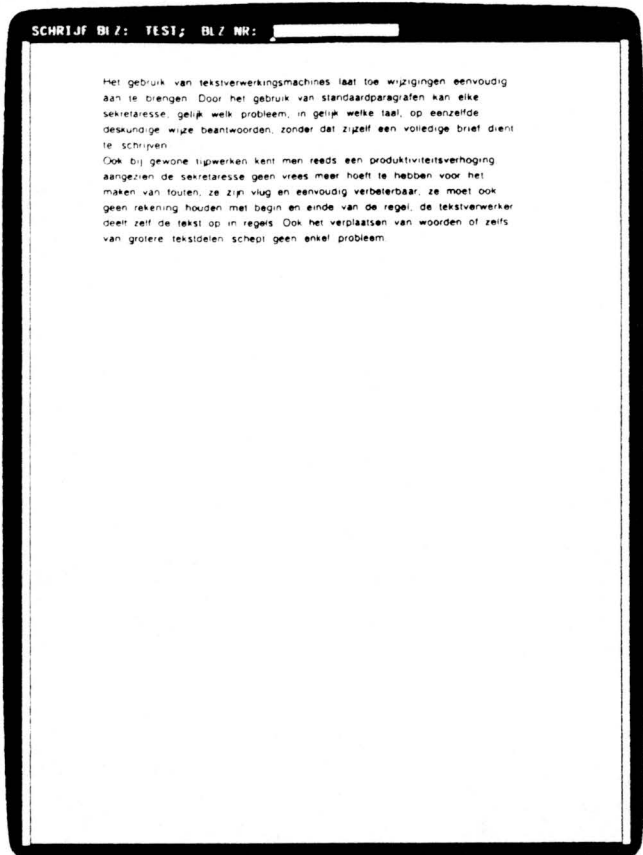 SCHRIJF BLZ: TEST; BLZ NR:
Het gebruik van tekstverwerkingsmachines laat toe wijzigingen eenvoudig
aan te brengen. Door het gebruik van standaardparagrafen kan elke
sekretaresse, gelijk welk probleem, in gelijk welke taal, op eenzelfde
deskundige wijze beantwoorden, zonder dat zijzelf een volledige brief dient
te schrijven
Ook bij gewone tijpwerken kent men reeds een produktiviteitsverhoging,
aangezien de sekretaresse geen vrees meer hoeft te hebben voor het
maken van fouten, ze zijn vlug en eenvoudig verbeterbaar, ze moet ook
geen rekening houden met begin en einde van de regel, de tekstverwerker
deelt zelf de tekst op in regels. Ook het verplaatsen van woorden of zelfs
van grotere tekstdelen schept geen enkel probleem.